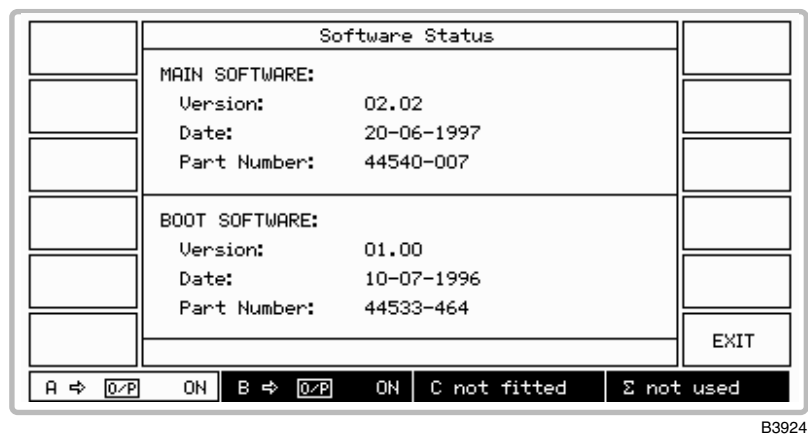 Software Status
MAIN SOFTWARE:
Version: 02.02
Date: 20-06-1997
Part Number: 44540-007
BOOT SOFTWARE:
Version: 01.00
Date: 10-07-1996
Part Number: 44533-464
EXIT
A ⇨ O/P ON B ⇨ O/P ON C not fitted Σ not used
B3924